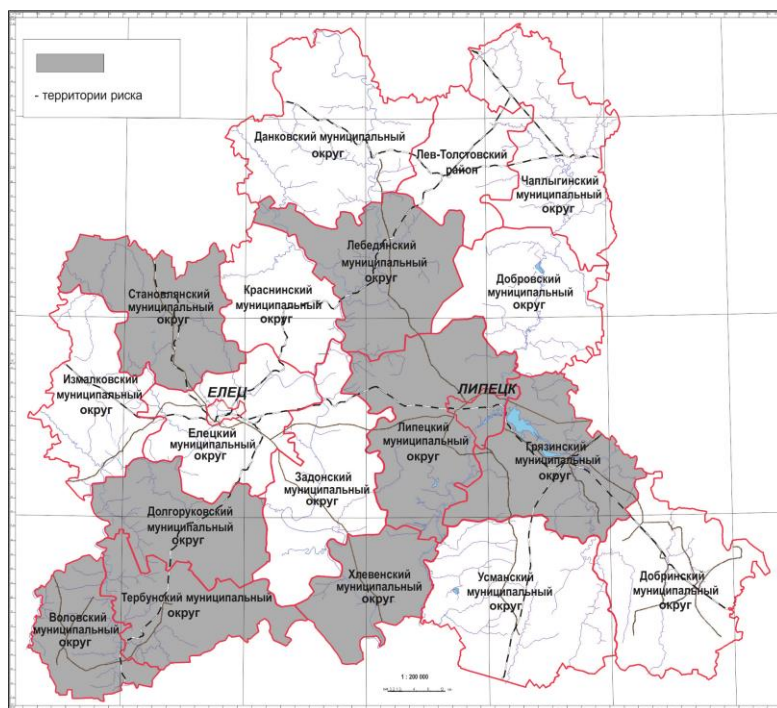 - территории риска
Данковский муниципальный
округ
Лев-Толстовский
район
Чаплыгинский
муниципальный
округ
Лебедянский
муниципальный
округ
Становлянский
муниципальный
округ
Краснинский
муниципальный
округ
Добровский
муниципальный
округ
Измалковский
муниципальный
округ
ЕЛЕЦ
ЛИПЕЦК
Елецкий
муниципальный
округ
Липецкий
муниципальный
округ
Грязинский
муниципальный
округ
Задонский
муниципальный
округ
Долгоруковский
муниципальный
округ
Хлевенский
муниципальный
округ
Усманский
муниципальный
округ
Добринский
муниципальный
округ
Тербунский муниципальный
округ
Воловский
муниципальный
округ
1 : 200 000